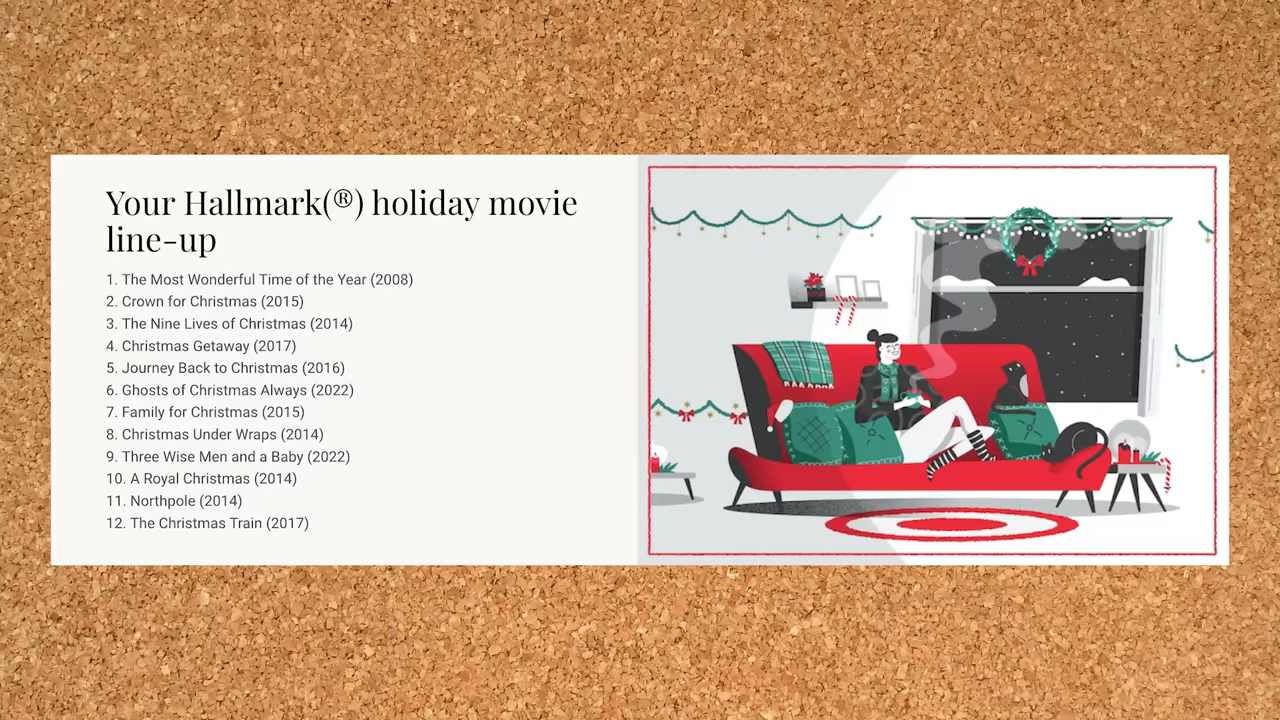 Your Hallmark(®) holiday movie
line-up
1. The Most Wonderful Time of the Year (2008)
2. Crown for Christmas (2015)
3. The Nine Lives of Christmas (2014)
4. Christmas Getaway (2017)
5. Journey Back to Christmas (2016)
6. Ghosts of Christmas Always (2022)
7. Family for Christmas (2015)
8. Christmas Under Wraps (2014)
9. Three Wise Men and a Baby (2022)
10. A Royal Christmas (2014)
11. Northpole (2014)
12. The Christmas Train (2017)